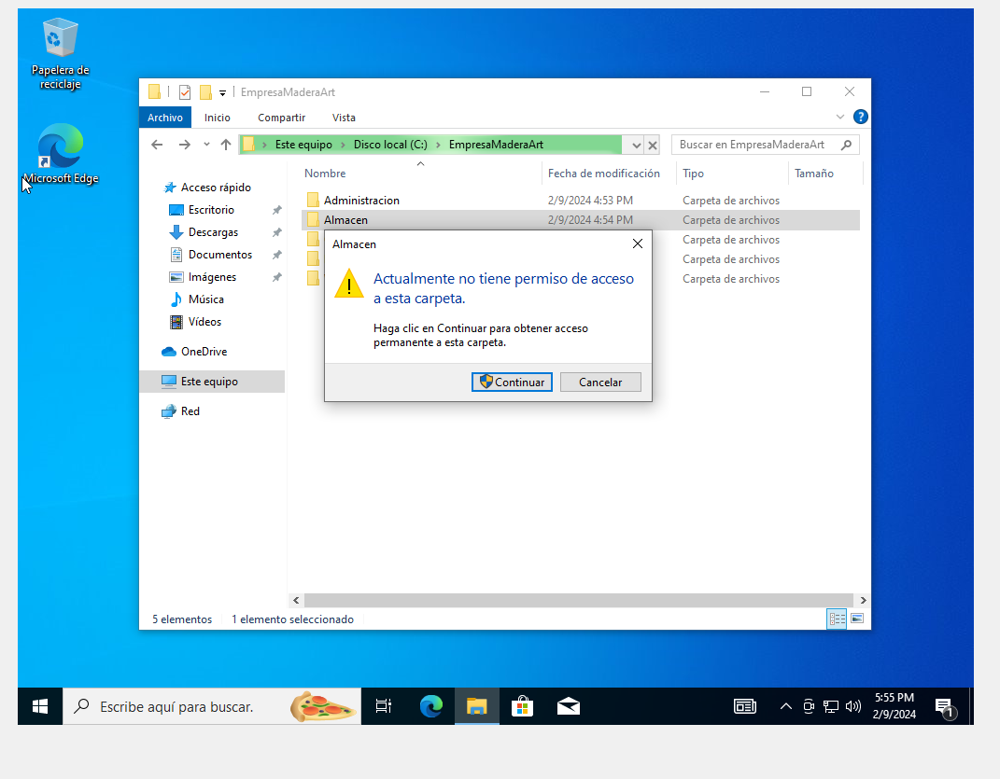 Papelera de
reciclaje
Microsoft Edge
EmpresaMaderaArt
Archivo
Inicio
Compartir
Vista
?
Este equipo
Disco local (C:)
EmpresaMaderaArt
Buscar en EmpresaMaderaArt
Nombre
Fecha de modificación
Tipo
Tamaño
Acceso rápido
Escritorio
Descargas
Documentos
Imágenes
Música
Vídeos
OneDrive
Este equipo
Red
Administracion
2/9/2024 4:53 PM
Carpeta de archivos
Almacen
2/9/2024 4:54 PM
Carpeta de archivos
Carpeta de archivos
Carpeta de archivos
Carpeta de archivos
Almacen
Actualmente no tiene permiso de acceso
a esta carpeta.
Haga clic en Continuar para obtener acceso
permanente a esta carpeta.
Continuar
Cancelar
5 elementos
1 elemento seleccionado
Escribe aquí para buscar.
5:55 PM
2/9/2024
1